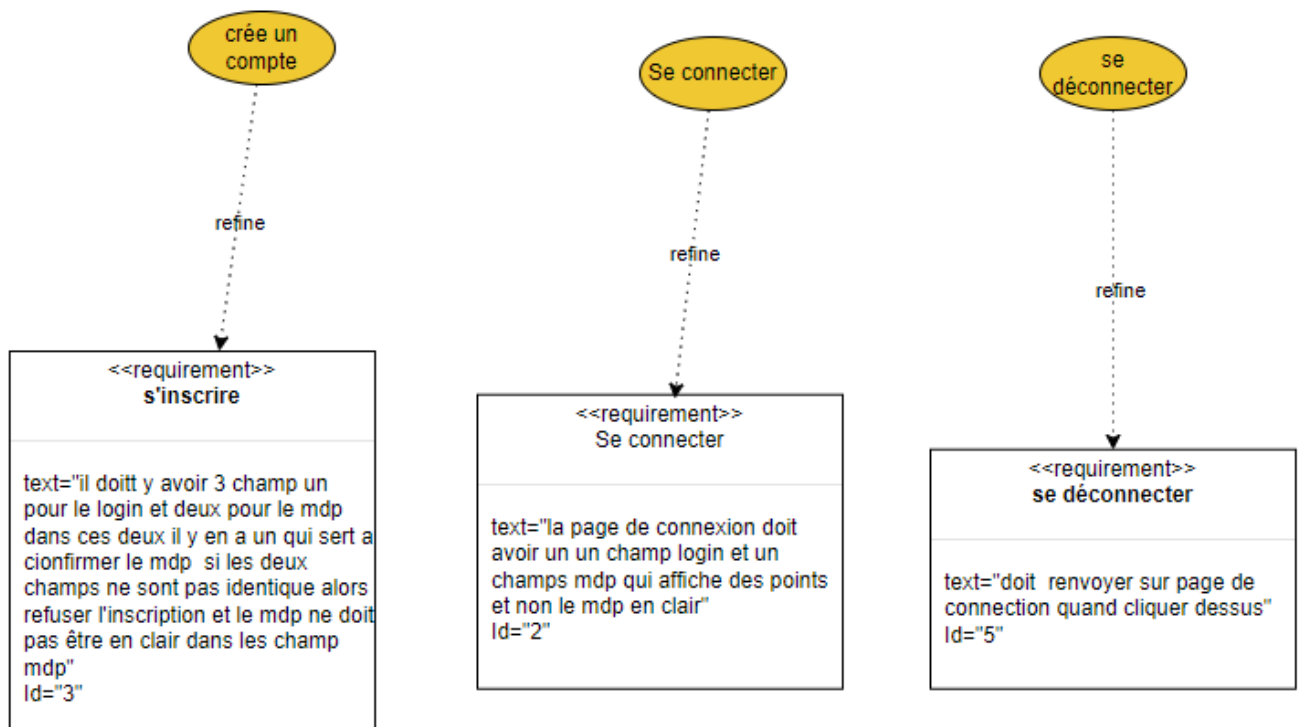 crée un
compte
Se connecter
se
déconnecter
refine
refine
refine
<<requirement>>
s'inscrire
text="il doitt y avoir 3 champ un
pour le login et deux pour le mdp
dans ces deux il y en a un qui sert a
cionfirmer le mdp  si les deux
champs ne sont pas identique alors
refuser l'inscription et le mdp ne doit
pas être en clair dans les champ
mdp"
Id="3"
<<requirement>>
Se connecter
text="la page de connexion doit
avoir un un champ login et un
champs mdp qui affiche des points
et non le mdp en clair"
Id="2"
<<requirement>>
se déconnecter
text="doit  renvoyer sur page de
connection quand cliquer dessus"
Id="5"